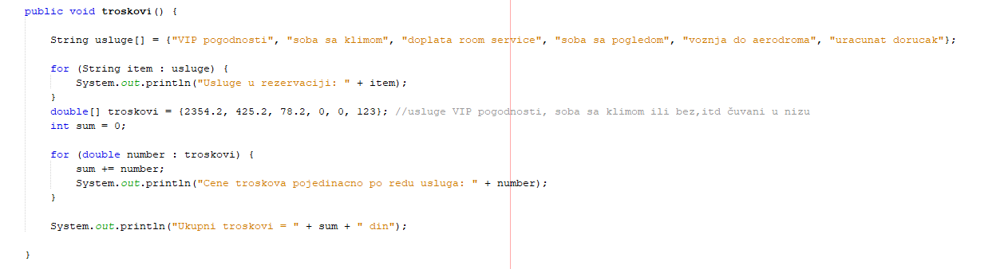 public void troskovi() {
String usluge[] = {"VIP pogodnosti", "soba sa klimom", "doplata room service", "soba sa pogledom", "voznja do aerodroma", "uracunat dorucak"};
for (String item : usluge) {
System.out.println("Usluge u rezervaciji: " + item);
}
double[] troskovi = {2354.2, 425.2, 78.2, 0, 0, 123}; //usluge VIP pogodnosti, soba sa klimom ili bez,itd čuvani u nizu
int sum = 0;
for (double number : troskovi) {
sum += number;
System.out.println("Cene troskova pojedinacno po redu usluga: " + number);
}
System.out.println("Ukupni troskovi = " + sum + " din");
}